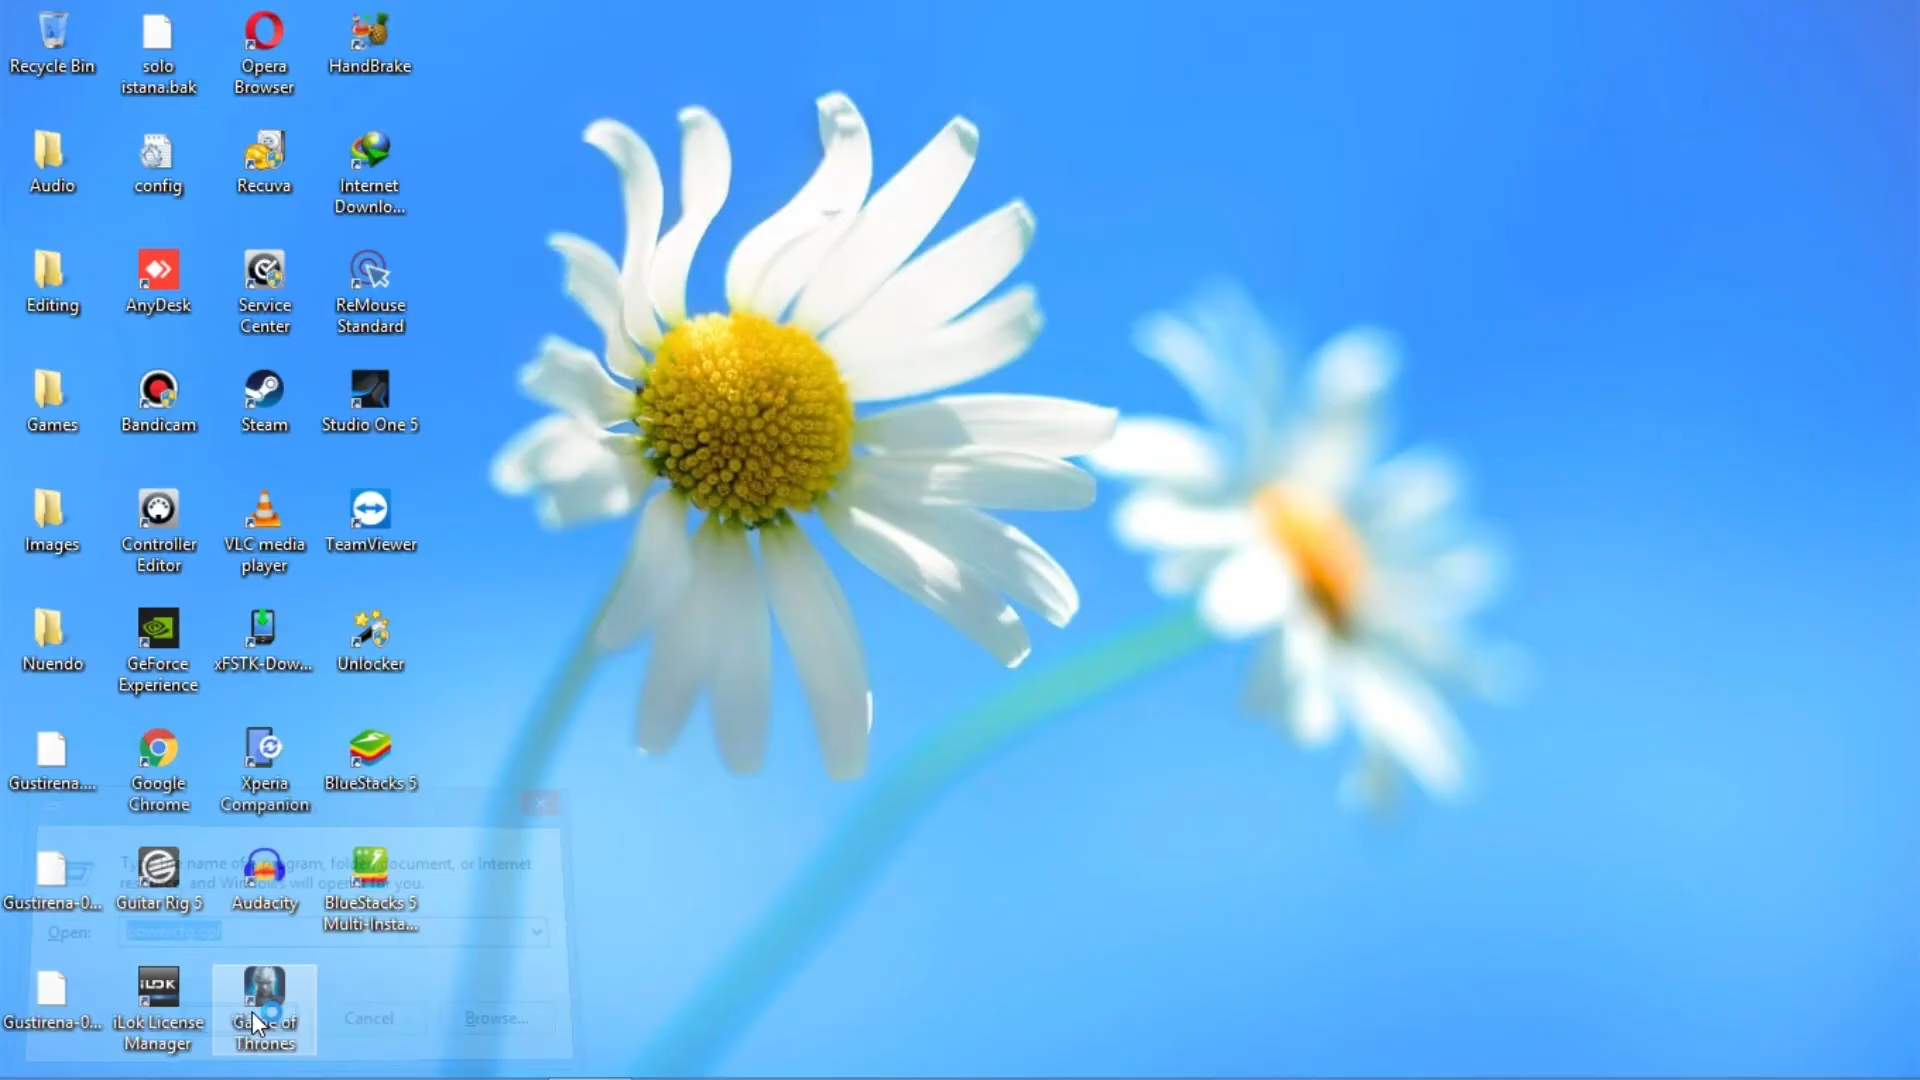 Recycle Bin
solo
istana.bak
Opera
Browser
HandBrake
Audio
config
Recuva
Internet
Downlo...
Editing
AnyDesk
Service
Center
ReMouse
Standard
Games
Bandicam
Steam
Studio One 5
Images
Controller
Editor
VLC media
player
TeamViewer
Nuendo
GeForce
Experience
xFSTK-Dow...
Unlocker
Gustirena....
Google
Chrome
Xperia
Companion
BlueStacks 5
name of a program, folder, document, or Internet
and Windows will open it for you.
Gustirena-0...
Guitar Rig 5
Audacity
BlueStacks 5
Multi-Insta...
Open:
powercfg.cpl
Gustirena-0...
iLOK
iLok License
Manager
Game of
Thrones
Cancel
Browse...